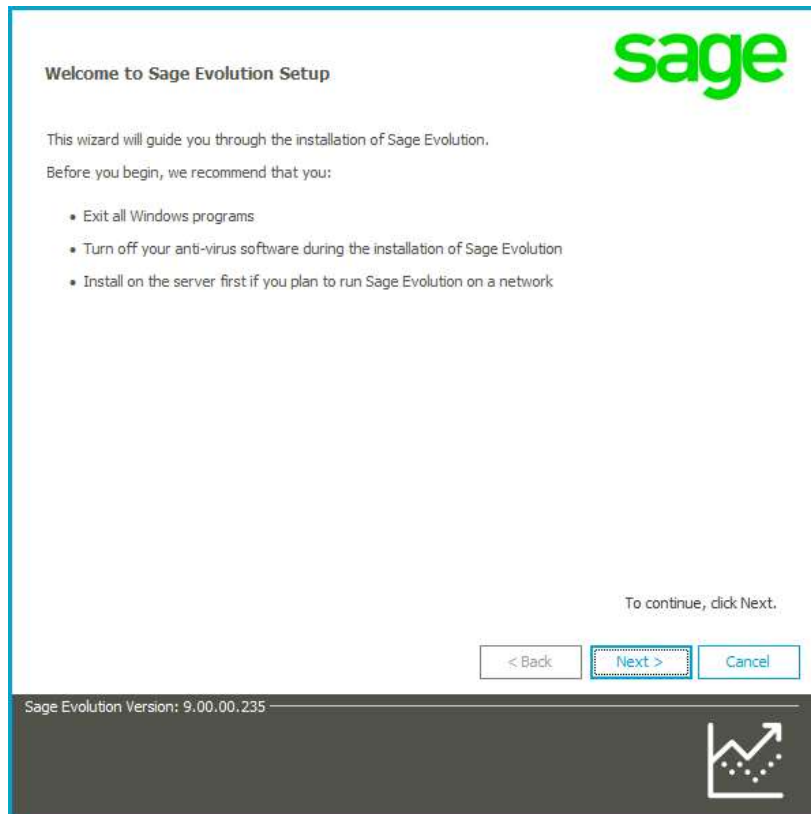 sage
Welcome to Sage Evolution Setup
This wizard will guide you through the installation of Sage Evolution.
Before you begin, we recommend that you:
• Exit all Windows programs
• Turn off your anti-virus software during the installation of Sage Evolution
• Install on the server first if you plan to run Sage Evolution on a network
To continue, click Next.
< Back Next > Cancel
Sage Evolution Version: 9.00.00.235